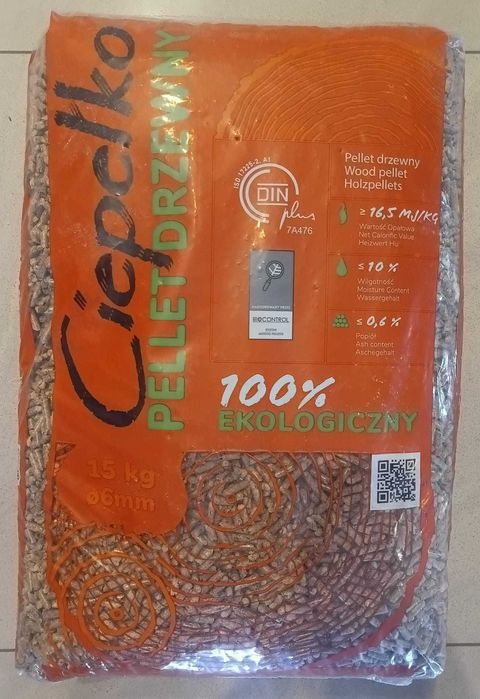 Ciepełko
PELLET DRZEWNY
ISO 17225-2, A1
DIN
plus
7A476
Pellet drzewny
Wood pellet
Holzpellets
≥ 16,5 MJ/KG
Wartość Opałowa
Net Calorific Value
Heizwert Hu
≤ 10 %
Wilgotność
Moisture Content
Wassergehalt
≤ 0,6 %
Popiół
Ash content
Aschegehalt
BIOCONTROL
100%
EKOLOGICZNY
15 kg
ø6mm